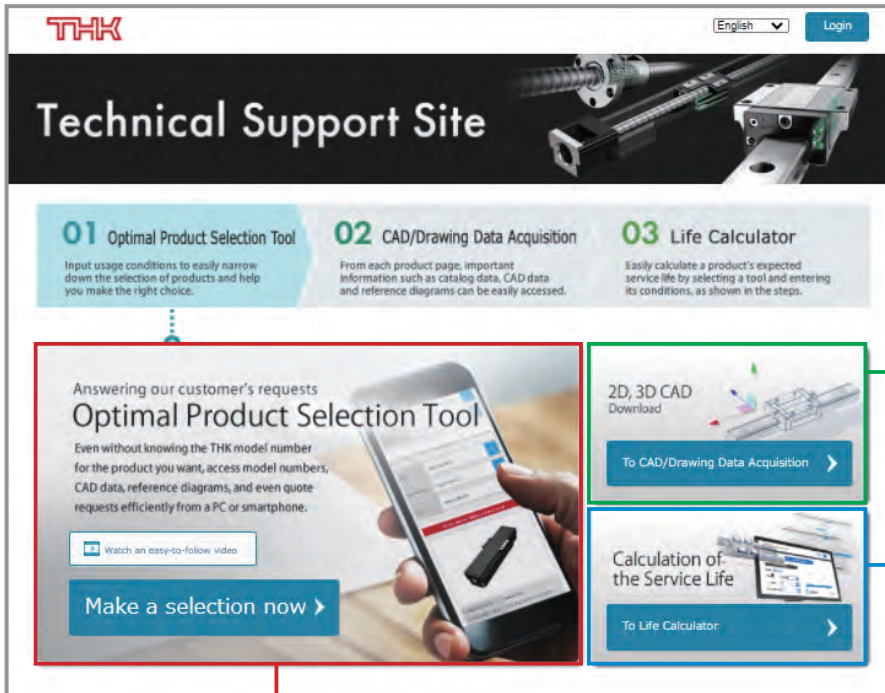 THK
English
Login
Technical Support Site
01 Optimal Product Selection Tool
Input usage conditions to easily narrow
down the selection of products and help
you make the right choice.
02 CAD/Drawing Data Acquisition
From each product page, important
information such as catalog data, CAD data
and reference diagrams can be easily accessed.
03 Life Calculator
Easily calculate a product's expected
service life by selecting a tool and entering
its conditions, as shown in the steps.
Answering our customer's requests
Optimal Product Selection Tool
Even without knowing the THK model number
for the product you want, access model numbers,
CAD data, reference diagrams, and even quote
requests efficiently from a PC or smartphone.
Watch an easy-to-follow video
Make a selection now
2D, 3D CAD
Download
To CAD/Drawing Data Acquisition
Calculation of
the Service Life
To Life Calculator